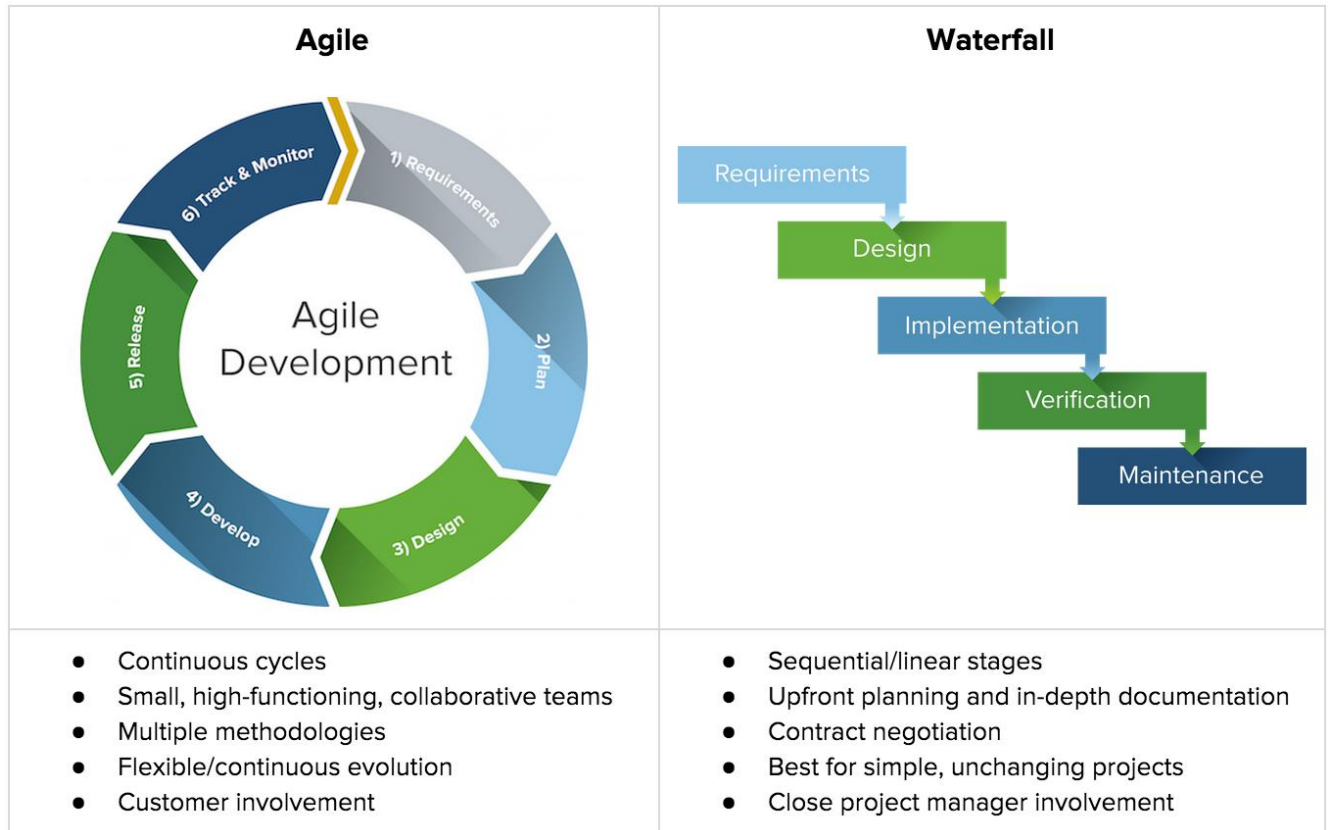 Agile
1) Requirements
2) Plan
3) Design
4) Develop
5) Release
6) Track & Monitor
Agile
Development
● Continuous cycles
● Small, high-functioning, collaborative teams
● Multiple methodologies
● Flexible/continuous evolution
● Customer involvement
Waterfall
Requirements
Design
Implementation
Verification
Maintenance
● Sequential/linear stages
● Upfront planning and in-depth documentation
● Contract negotiation
● Best for simple, unchanging projects
● Close project manager involvement